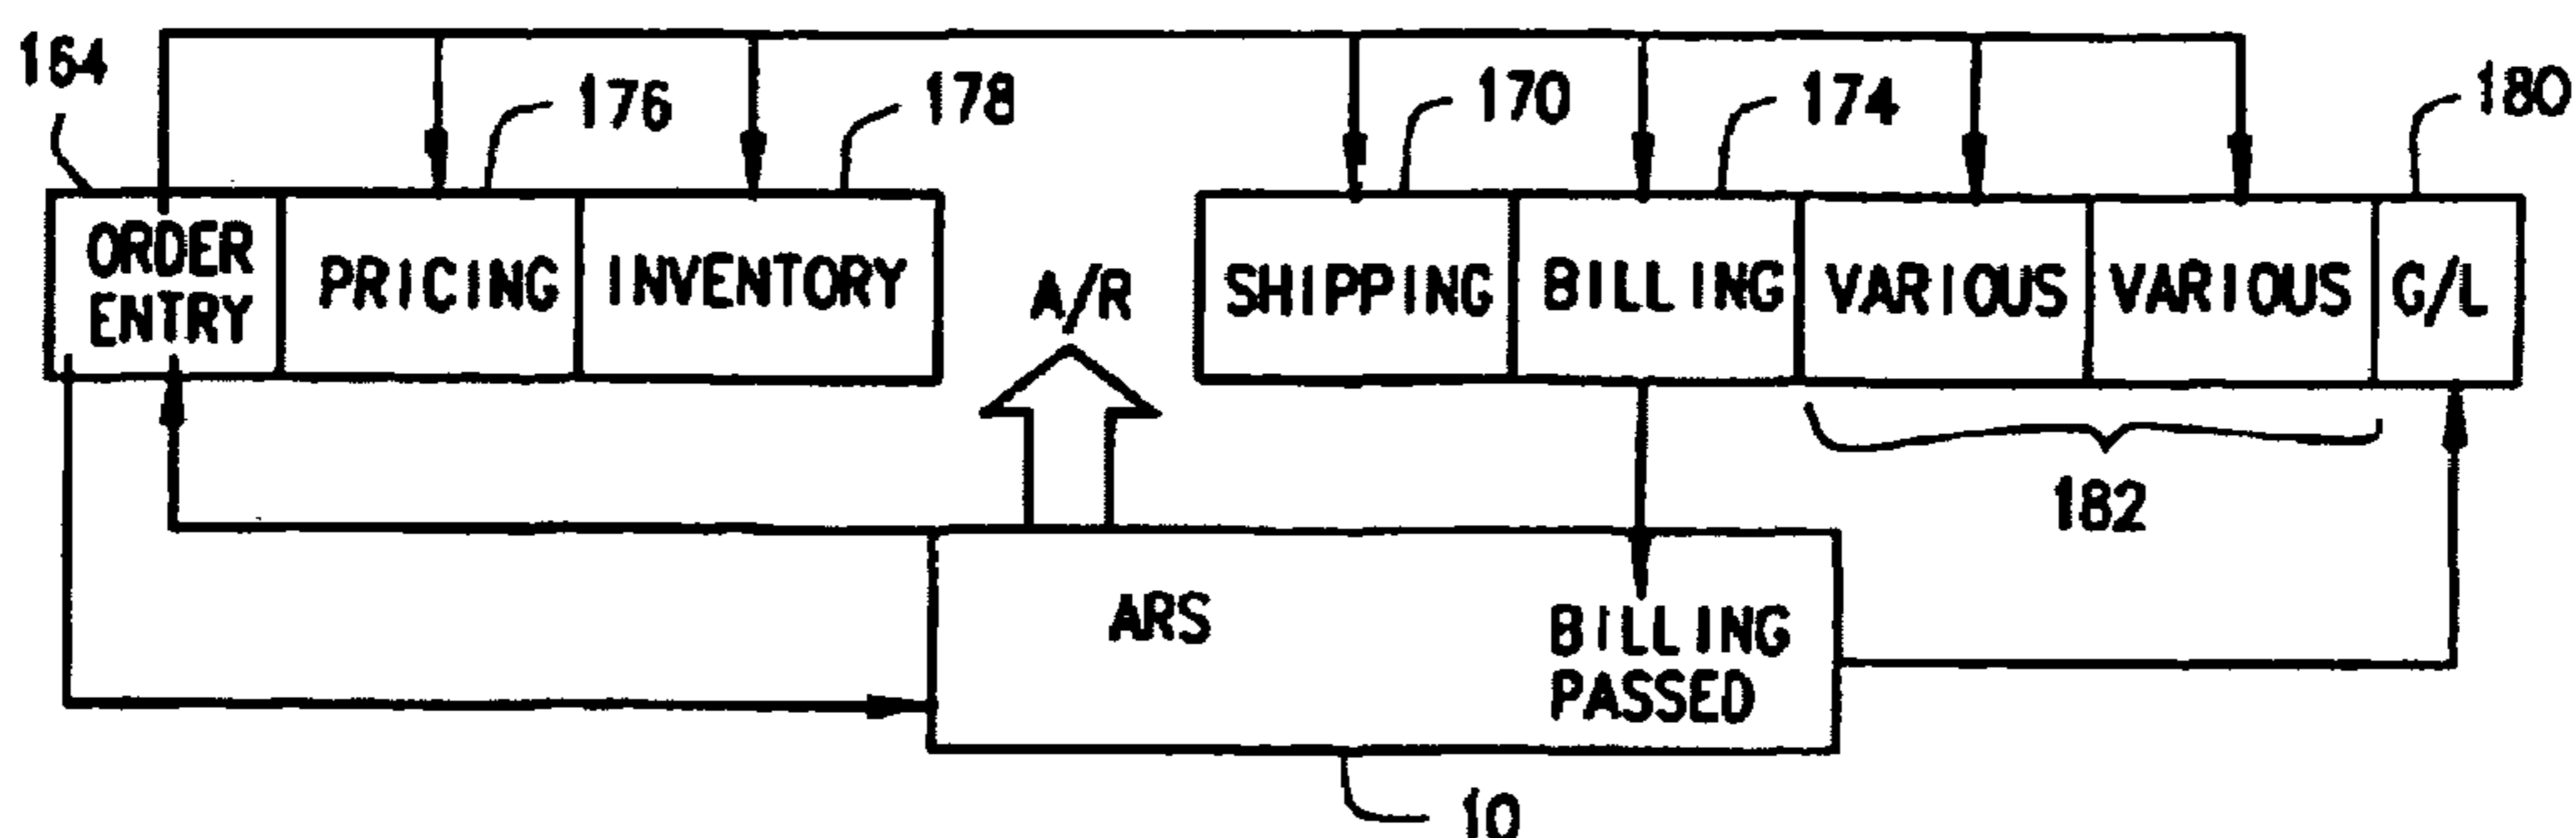 164
176
178
170
174
180
ORDER
ENTRY
PRICING
INVENTORY
A/R
SHIPPING
BILLING
VARIOUS
VARIOUS
G/L
182
ARS
BILLING
PASSED
10